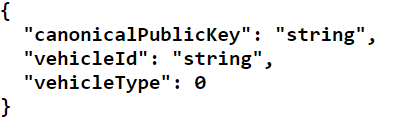 {
"canonicalPublicKey": "string",
"vehicleId": "string",
"vehicleType": 0
}